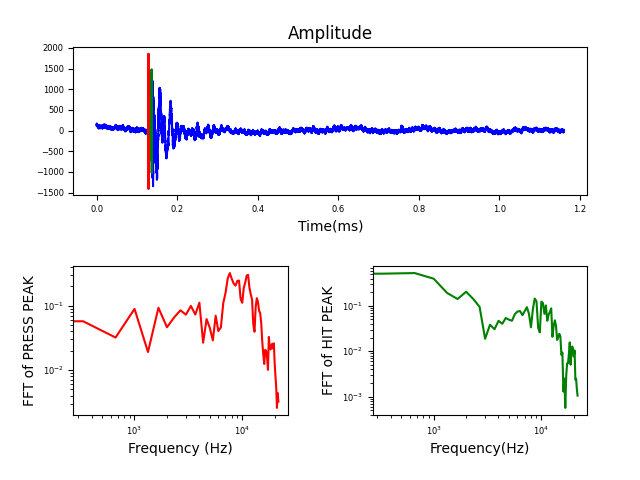 Amplitude
2000
1500
1000
500
0
−500
−1000
−1500
0.0 0.2 0.4 0.6 0.8 1.0 1.2
Time(ms)
FFT of PRESS PEAK
10⁻¹
10⁻²
10³ 10⁴
Frequency (Hz)
FFT of HIT PEAK
10⁻¹
10⁻²
10⁻³
10³ 10⁴
Frequency(Hz)